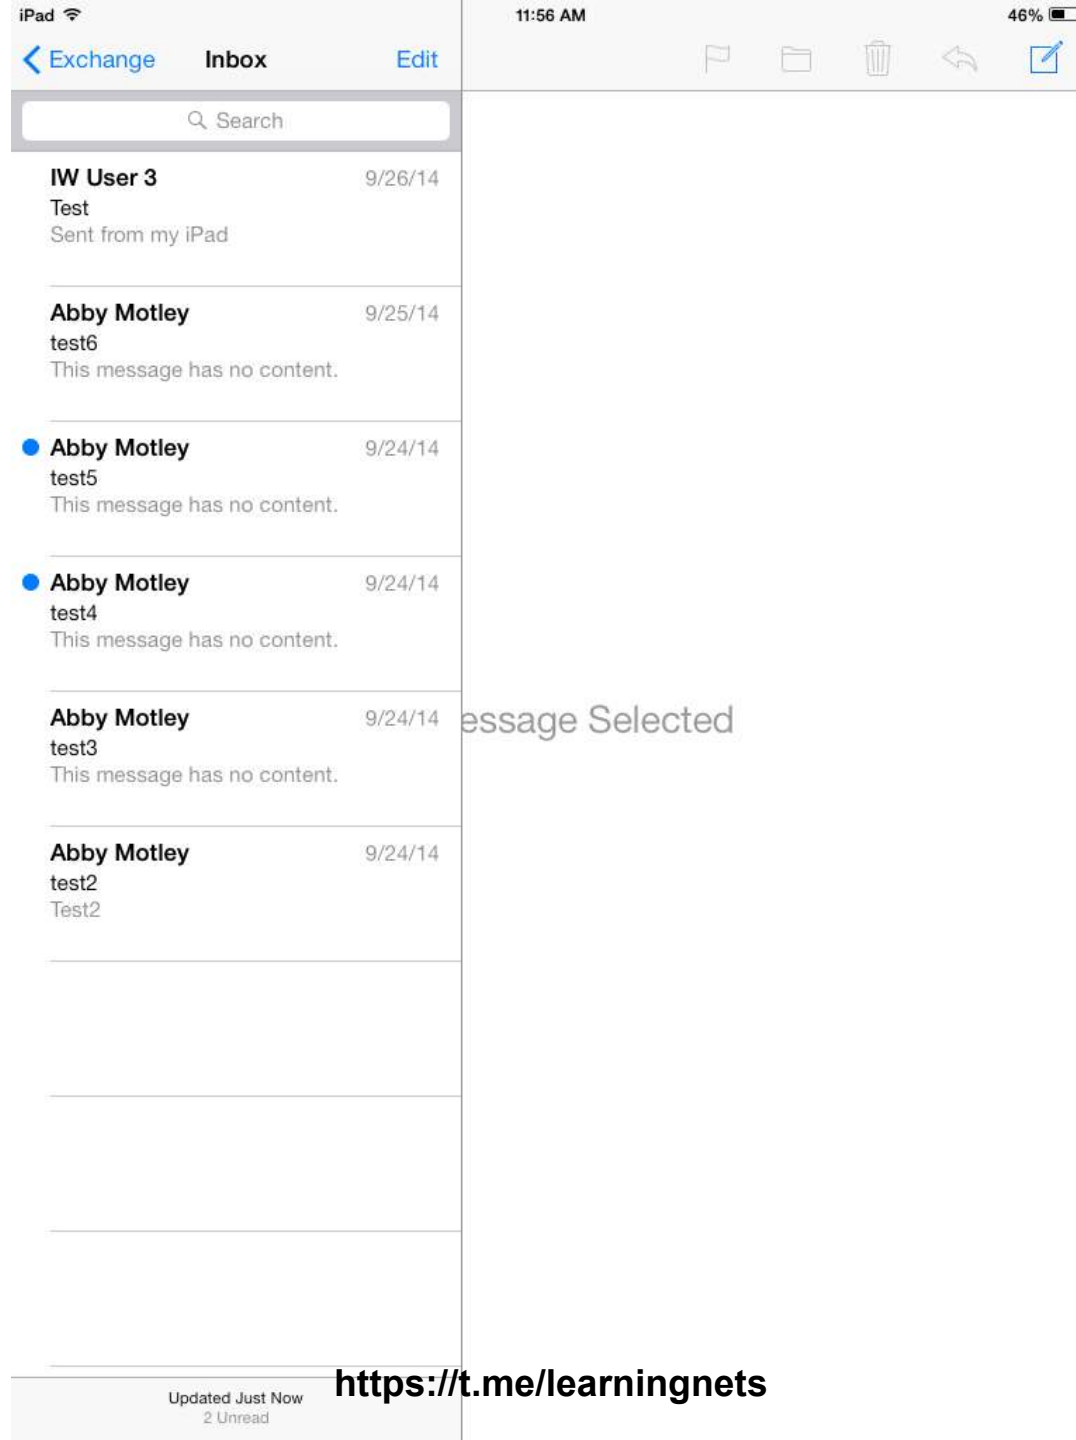 iPad 11:56 AM 46%
Exchange Inbox Edit
Search
IW User 3 9/26/14
Test
Sent from my iPad
Abby Motley 9/25/14
test6
This message has no content.
Abby Motley 9/24/14
test5
This message has no content.
Abby Motley 9/24/14
test4
This message has no content.
Abby Motley 9/24/14
test3
This message has no content.
Abby Motley 9/24/14
test2
Test2
essage Selected
https://t.me/learningnets
Updated Just Now
2 Unread